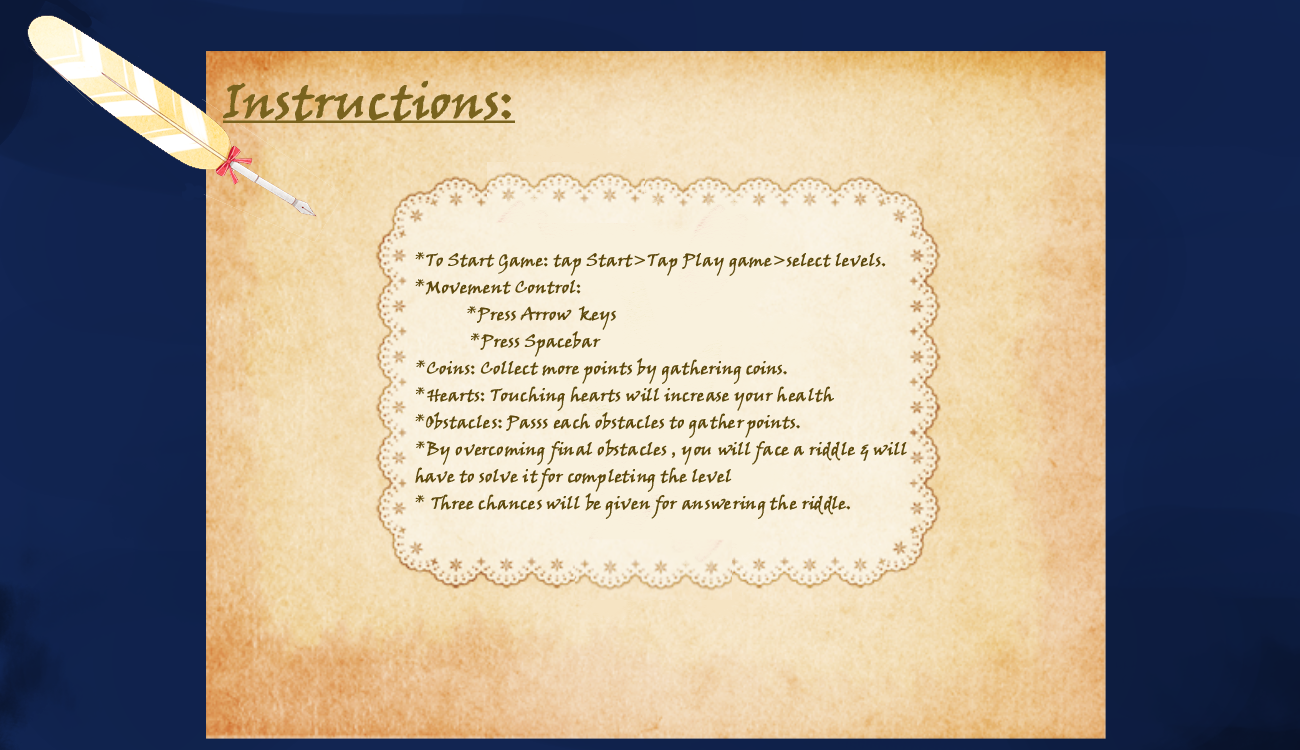 Instructions:
*To Start Game: tap Start>Tap Play game>select levels.
*Movement Control:
*Press Arrow keys
*Press Spacebar
*Coins: Collect more points by gathering coins.
*Hearts: Touching hearts will increase your health
*Obstacles: Passs each obstacles to gather points.
*By overcoming final obstacles , you will face a riddle & will
have to solve it for completing the level
* Three chances will be given for answering the riddle.